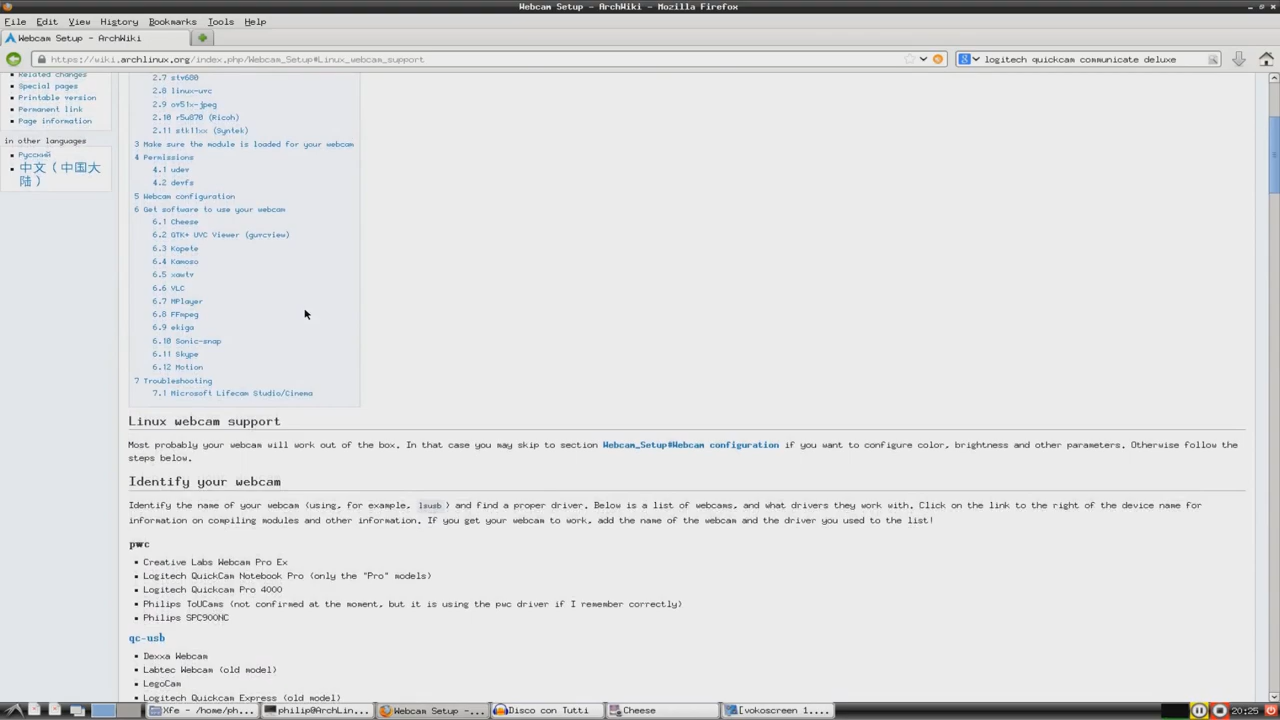 Webcam Setup - ArchWiki - Mozilla Firefox
File Edit View History Bookmarks Tools Help
Webcam Setup - ArchWiki
https://wiki.archlinux.org/index.php/Webcam_Setup#Linux_webcam_support
logitech quickcam communicate deluxe
Related changes
Special pages
Printable version
Permanent link
Page information
in other languages
Русский
中文（中国大
陆）
2.7 stv680
2.8 linux-uvc
2.9 ov51x-jpeg
2.10 r5u870 (Ricoh)
2.11 stk11xx (Syntek)
3 Make sure the module is loaded for your webcam
4 Permissions
4.1 udev
4.2 devfs
5 Webcam configuration
6 Get software to use your webcam
6.1 Cheese
6.2 GTK+ UVC Viewer (guvcview)
6.3 Kopete
6.4 Kamoso
6.5 xawtv
6.6 VLC
6.7 MPlayer
6.8 FFmpeg
6.9 ekiga
6.10 Sonic-snap
6.11 Skype
6.12 Motion
7 Troubleshooting
7.1 Microsoft Lifecam Studio/Cinema
Linux webcam support
Most probably your webcam will work out of the box. In that case you may skip to section Webcam_Setup#Webcam configuration if you want to configure color, brightness and other parameters. Otherwise follow the
steps below.
Identify your webcam
Identify the name of your webcam (using, for example, lsusb) and find a proper driver. Below is a list of webcams, and what drivers they work with. Click on the link to the right of the device name for
information on compiling modules and other information. If you get your webcam to work, add the name of the webcam and the driver you used to the list!
pwc
Creative Labs Webcam Pro Ex
Logitech QuickCam Notebook Pro (only the "Pro" models)
Logitech Quickcam Pro 4000
Philips ToUCams (not confirmed at the moment, but it is using the pwc driver if I remember correctly)
Philips SPC900NC
qc-usb
Dexxa Webcam
Labtec Webcam (old model)
LegoCam
Logitech Quickcam Express (old model)
Xfe - /home/ph...
philip@ArchLin...
Webcam Setup -...
Disco con Tutti
Cheese
[vokoscreen 1....
20:25